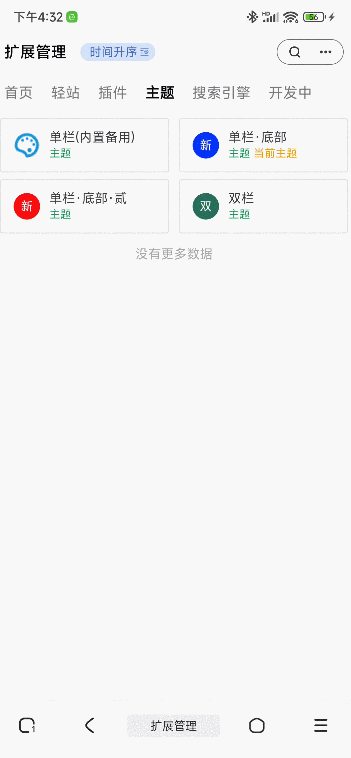 下午4:32 HD 56
扩展管理 时间升序
首页 轻站 插件 主题 搜索引擎 开发中
单栏(内置备用)
主题
新 单栏·底部
主题 当前主题
新 单栏·底部·贰
主题
双 双栏
主题
没有更多数据
1 扩展管理